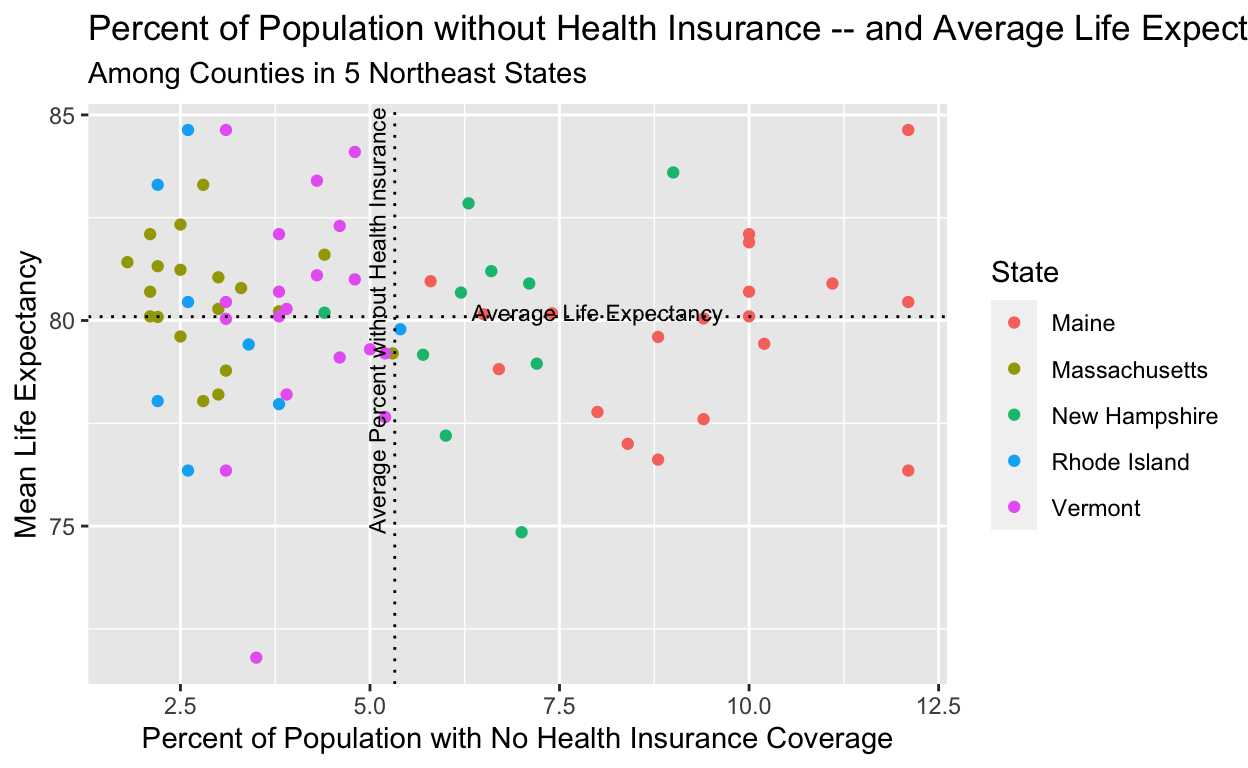 Percent of Population without Health Insurance -- and Average Life Expect
Among Counties in 5 Northeast States
85
80
75
Mean Life Expectancy
Average Percent without Health Insurance
Average Life Expectancy
2.5
5.0
7.5
10.0
12.5
Percent of Population with No Health Insurance Coverage
State
Maine
Massachusetts
New Hampshire
Rhode Island
Vermont